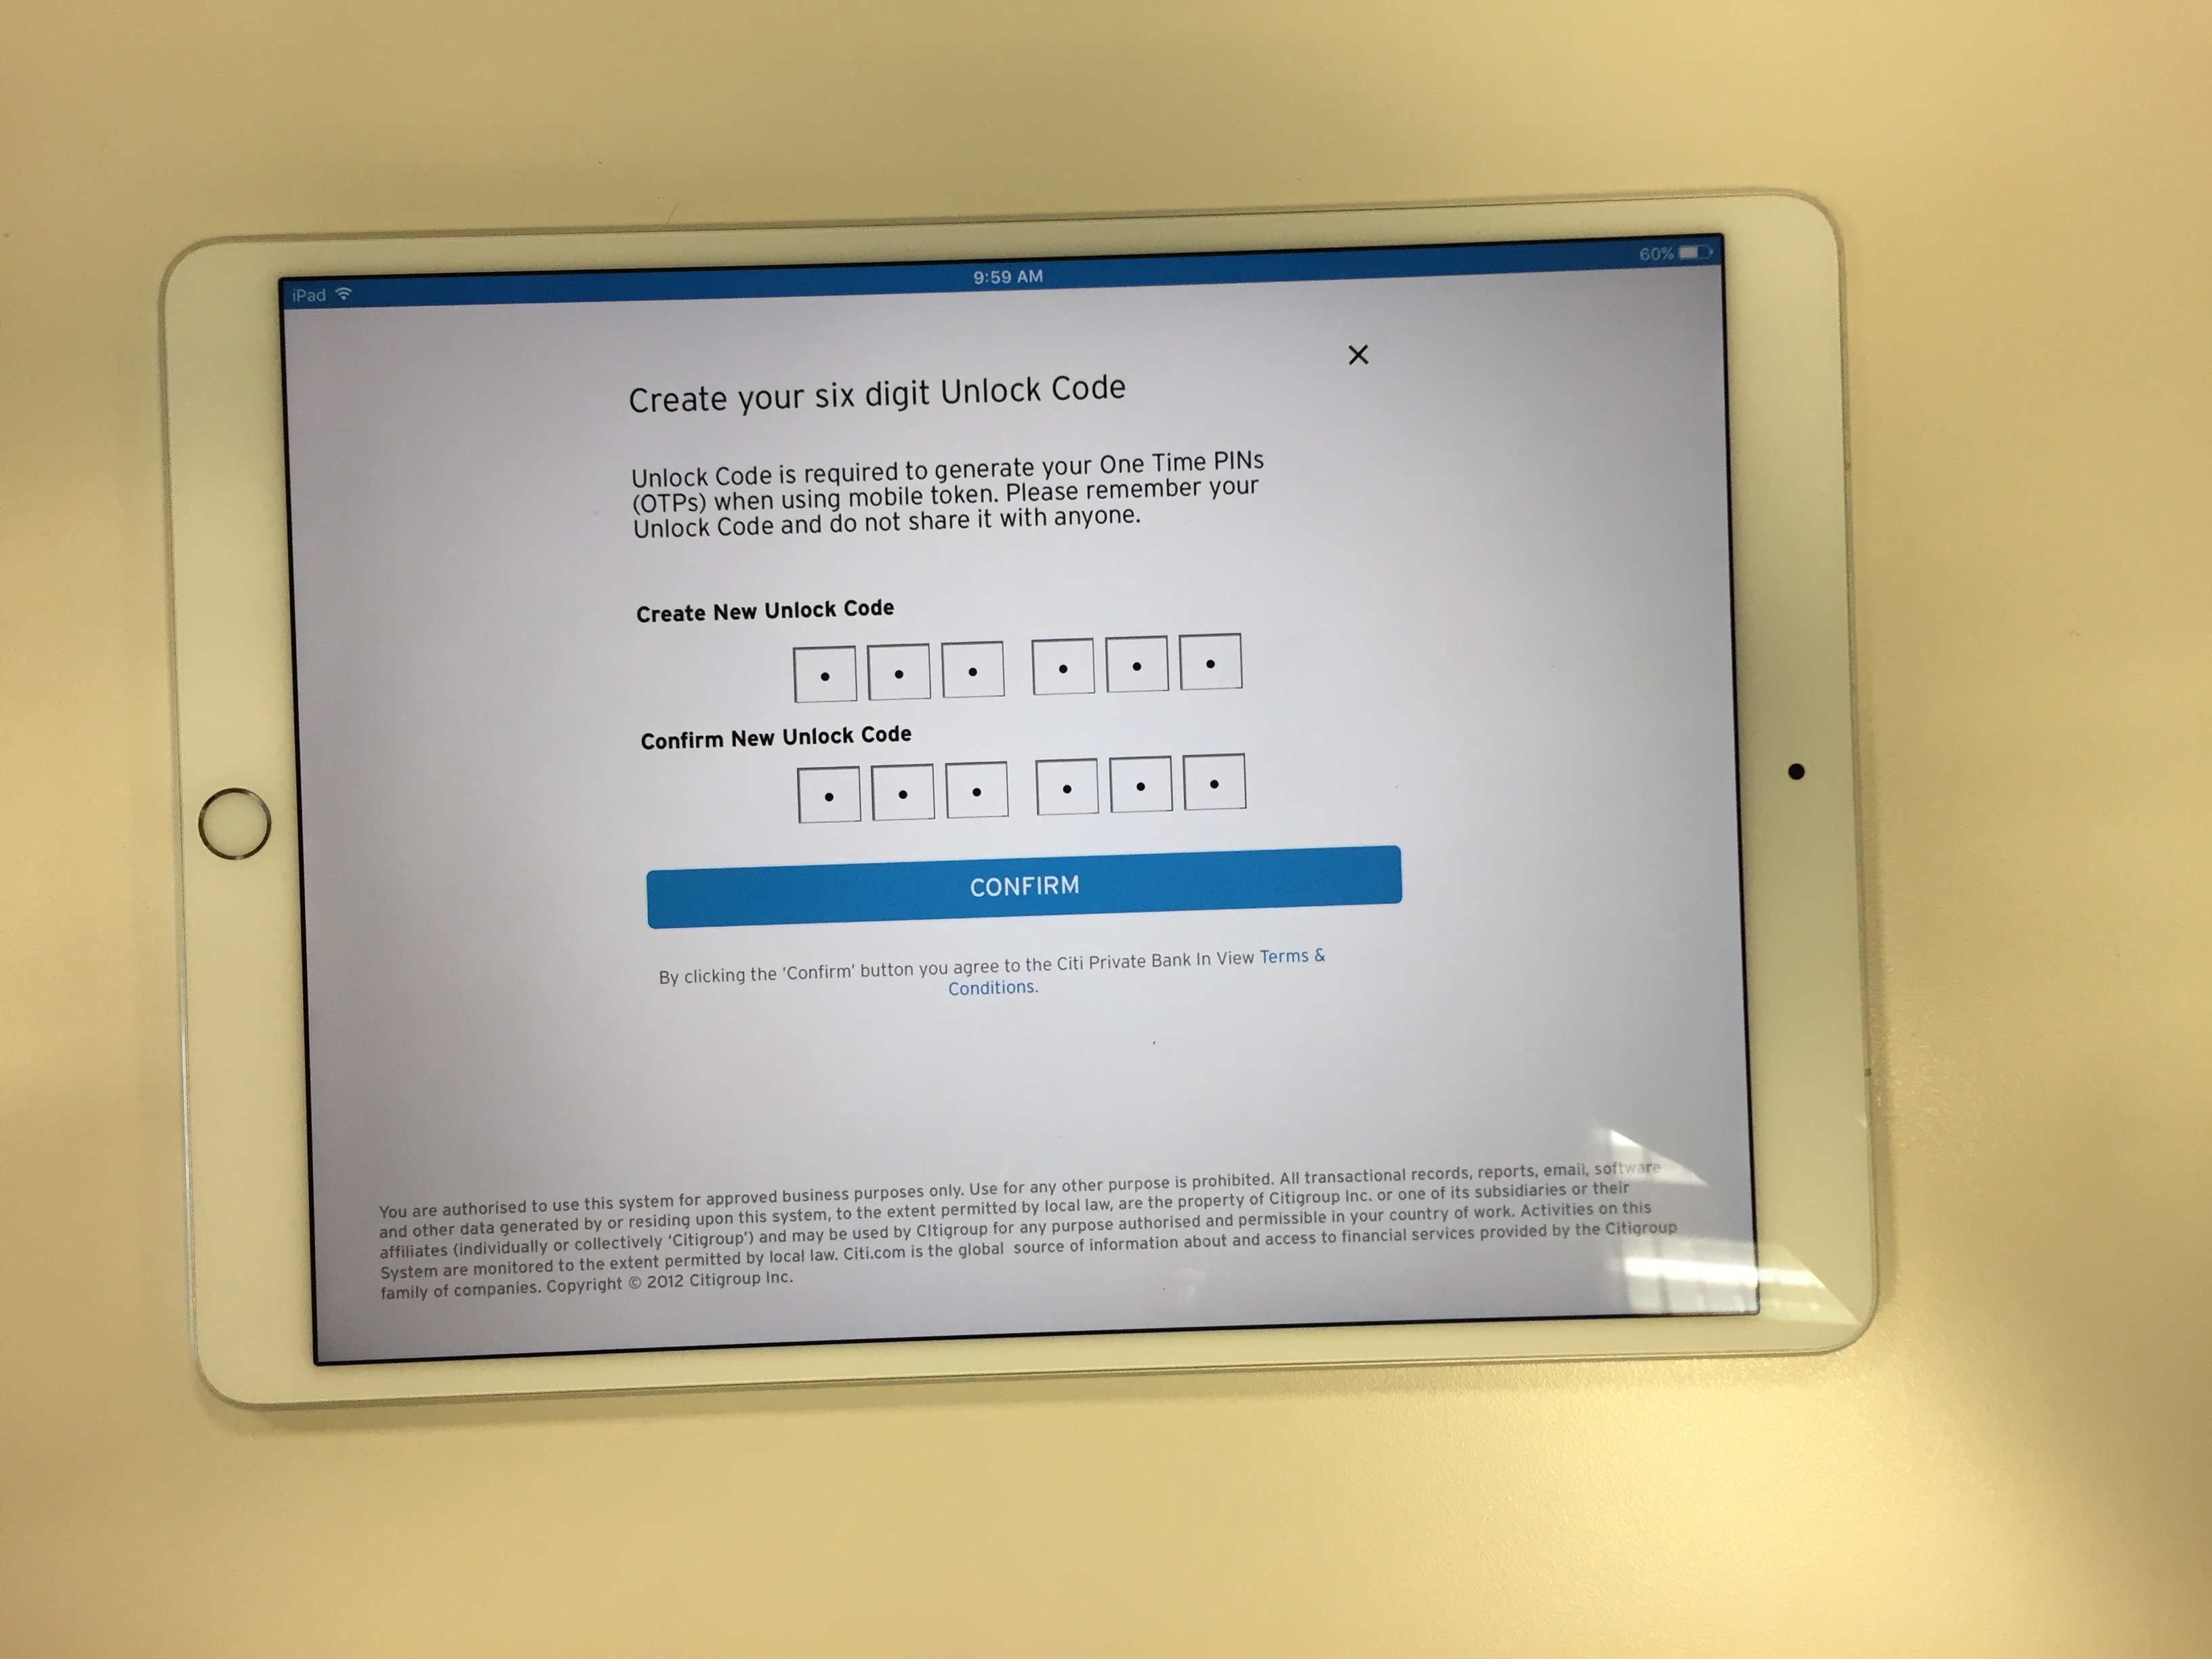 iPad
9:59 AM
60%
Create your six digit Unlock Code
Unlock Code is required to generate your One Time PINs
(OTPs) when using mobile token. Please remember your
Unlock Code and do not share it with anyone.
Create New Unlock Code
Confirm New Unlock Code
CONFIRM
By clicking the 'Confirm' button you agree to the Citi Private Bank In View Terms &
Conditions.
You are authorised to use this system for approved business purposes only. Use for any other purpose is prohibited. All transactional records, reports, email, software
and other data generated by or residing upon this system, to the extent permitted by local law, are the property of Citigroup Inc. or one of its subsidiaries or their
affiliates (individually or collectively 'Citigroup') and may be used by CItigroup for any purpose authorised and permissible in your country of work. Activities on this
System are monitored to the extent permitted by local law. Citi.com is the global source of information about and access to financial services provided by the Citigroup
family of companies. Copyright © 2012 Citigroup Inc.